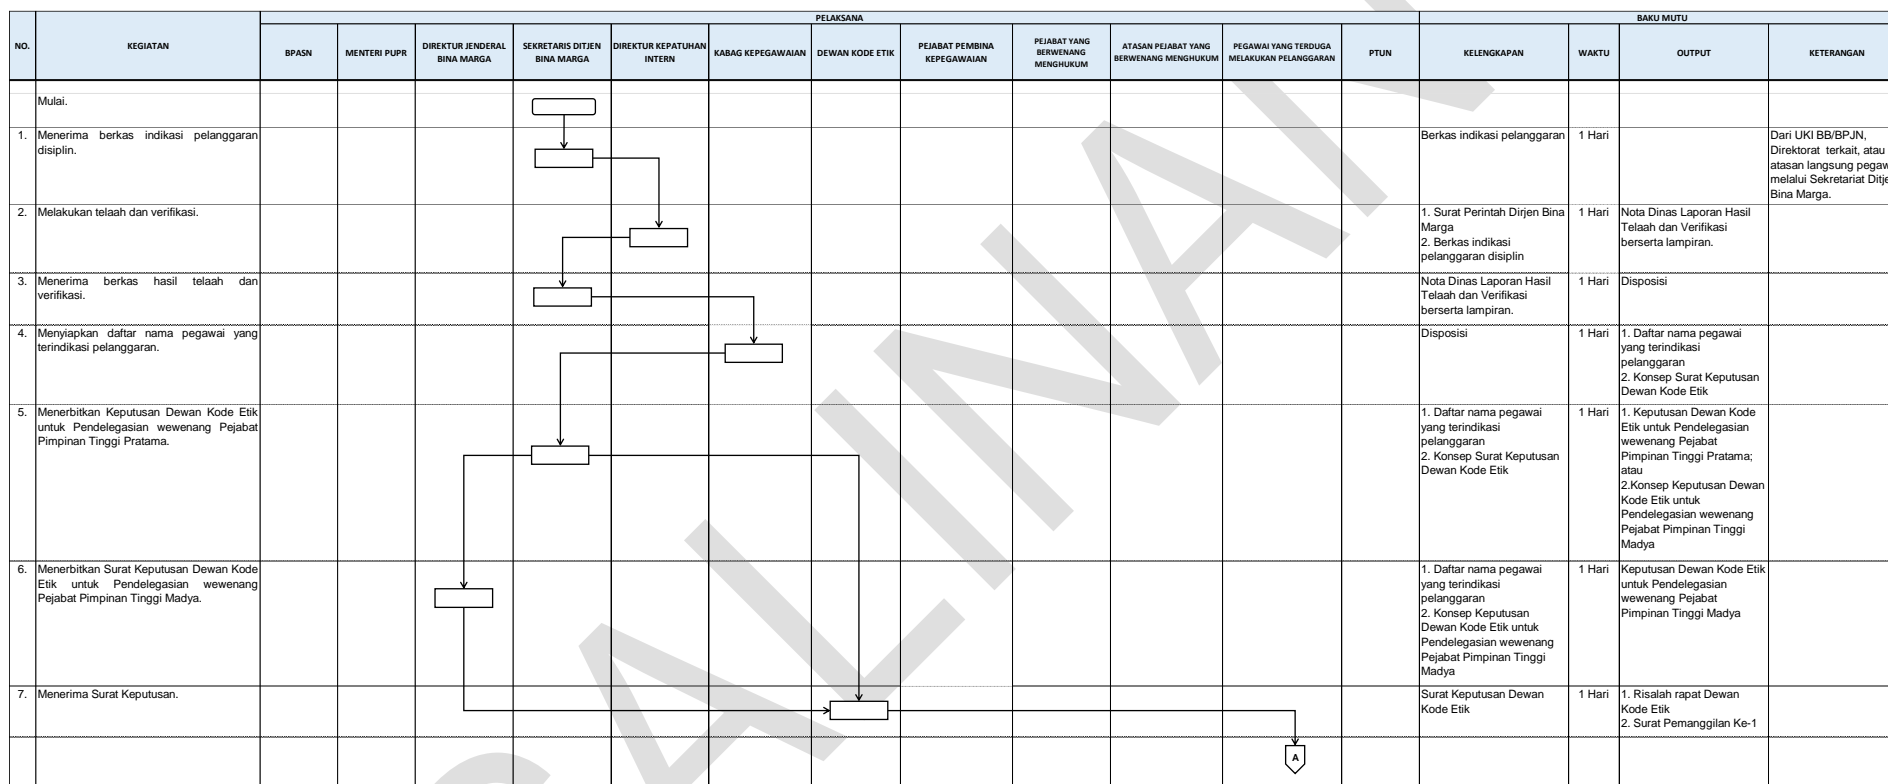 PELAKSANA
BAKU MUTU
NO.
KEGIATAN
BPASN
MENTERI PUPR
DIREKTUR JENDERAL
BINA MARGA
SEKRETARIS DITJEN
BINA MARGA
DIREKTUR KEPATUHAN
INTERN
KABAG KEPEGAWAIAN
DEWAN KODE ETIK
PEJABAT PEMBINA
KEPEGAWAIAN
PEJABAT YANG
BERWENANG
MENGHUKUM
ATASAN PEJABAT YANG
BERWENANG MENGHUKUM
PEGAWAI YANG TERDUGA
MELAKUKAN PELANGGARAN
PTUN
KELENGKAPAN
WAKTU
OUTPUT
KETERANGAN
Mulai.
1.
Menerima berkas indikasi pelanggaran
disiplin.
Berkas indikasi pelanggaran
1 Hari
Dari UKI BB/BPJN,
Direktorat terkait, atau
atasan langsung pegaw
melalui Sekretariat Ditje
Bina Marga.
2.
Melakukan telaah dan verifikasi.
1. Surat Perintah Dirjen Bina
Marga
2. Berkas indikasi
pelanggaran disiplin
1 Hari
Nota Dinas Laporan Hasil
Telaah dan Verifikasi
berserta lampiran.
3.
Menerima berkas hasil telaah dan
verifikasi.
Nota Dinas Laporan Hasil
Telaah dan Verifikasi
berserta lampiran.
1 Hari
Disposisi
4.
Menyiapkan daftar nama pegawai yang
terindikasi pelanggaran.
Disposisi
1 Hari
1. Daftar nama pegawai
yang terindikasi
pelanggaran
2. Konsep Surat Keputusan
Dewan Kode Etik
5.
Menerbitkan Keputusan Dewan Kode Etik
untuk Pendelegasian wewenang Pejabat
Pimpinan Tinggi Pratama.
1. Daftar nama pegawai
yang terindikasi
pelanggaran
2. Konsep Surat Keputusan
Dewan Kode Etik
1 Hari
1. Keputusan Dewan Kode
Etik untuk Pendelegasian
wewenang Pejabat
Pimpinan Tinggi Pratama;
atau
2.Konsep Keputusan Dewan
Kode Etik untuk
Pendelegasian wewenang
Pejabat Pimpinan Tinggi
Madya
6.
Menerbitkan Surat Keputusan Dewan Kode
Etik untuk Pendelegasian wewenang
Pejabat Pimpinan Tinggi Madya.
1. Daftar nama pegawai
yang terindikasi
pelanggaran
2. Konsep Keputusan
Dewan Kode Etik untuk
Pendelegasian wewenang
Pejabat Pimpinan Tinggi
Madya
1 Hari
Keputusan Dewan Kode Etik
untuk Pendelegasian
wewenang Pejabat
Pimpinan Tinggi Madya
7.
Menerima Surat Keputusan.
Surat Keputusan Dewan
Kode Etik
1 Hari
1. Risalah rapat Dewan
Kode Etik
2. Surat Pemanggilan Ke-1
A
SALINAN